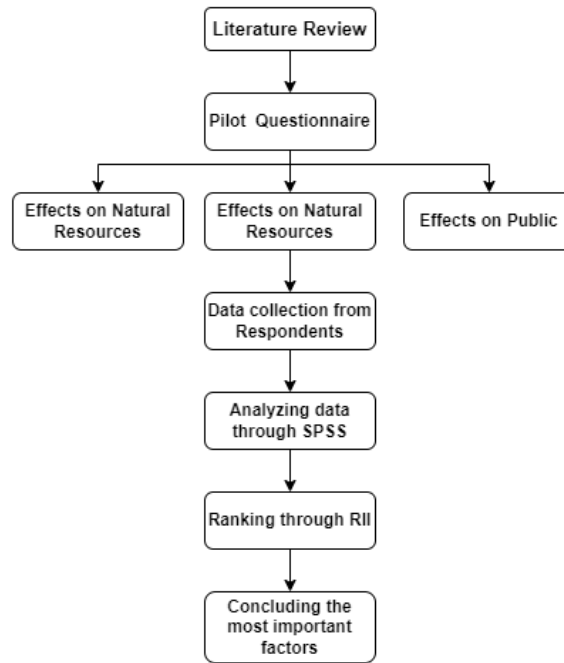 Literature Review
Pilot Questionnaire
Effects on Natural
Resources
Effects on Natural
Resources
Effects on Public
Data collection from
Respondents
Analyzing data
through SPSS
Ranking through RII
Concluding the
most important
factors